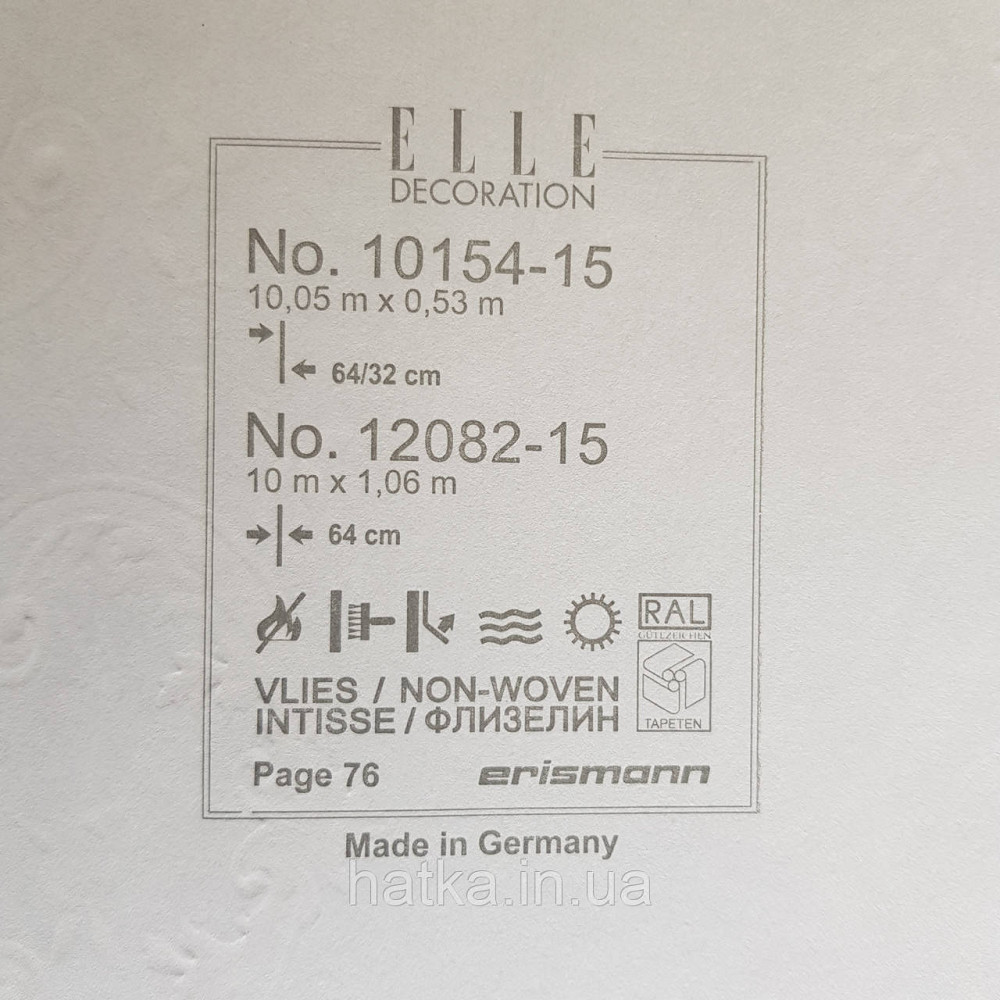 ELLE
DECORATION
No. 10154-15
10,05 m x 0,53 m
64/32 cm
No. 12082-15
10 m x 1,06 m
64 cm
RAL
GÜTEZEICHEN
VLIES / NON-WOVEN
INTISSE / ФЛИЗЕЛИН
TAPETEN
Page 76
erismann
Made in Germany
hatka.in.ua